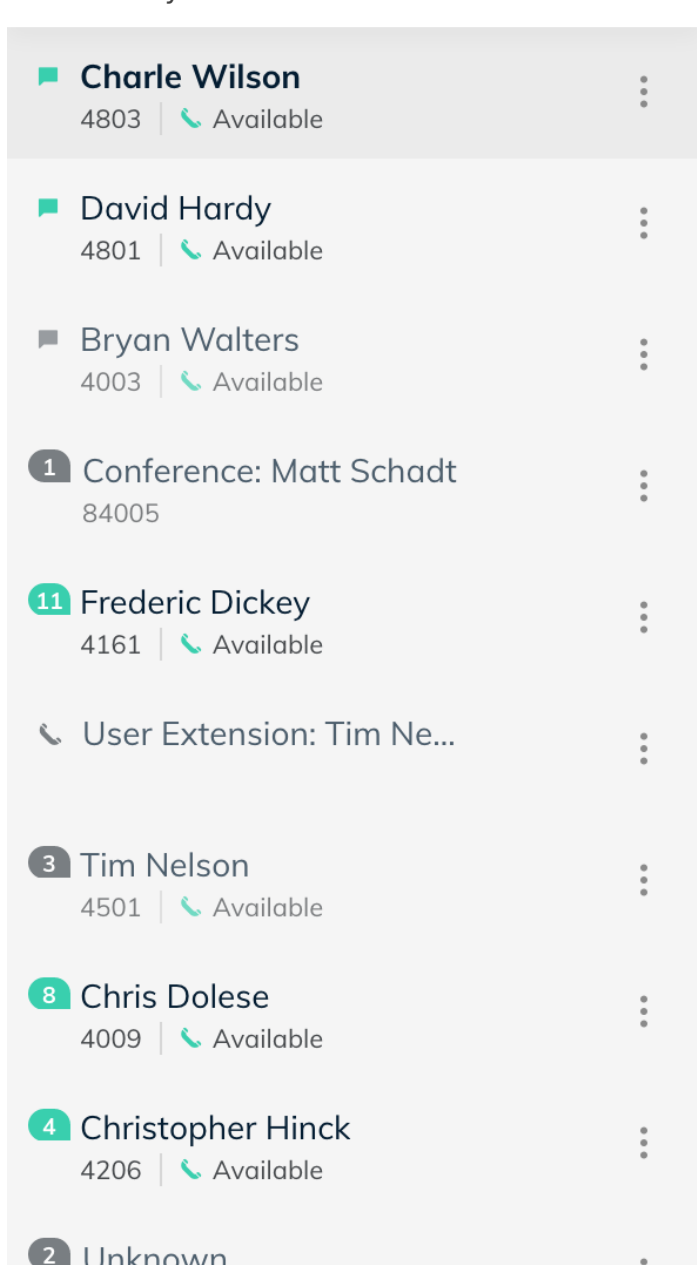 Charle Wilson
4803 Available
David Hardy
4801 Available
Bryan Walters
4003 Available
1 Conference: Matt Schadt
84005
11 Frederic Dickey
4161 Available
User Extension: Tim Ne...
3 Tim Nelson
4501 Available
8 Chris Dolese
4009 Available
4 Christopher Hinck
4206 Available
2 Unknown